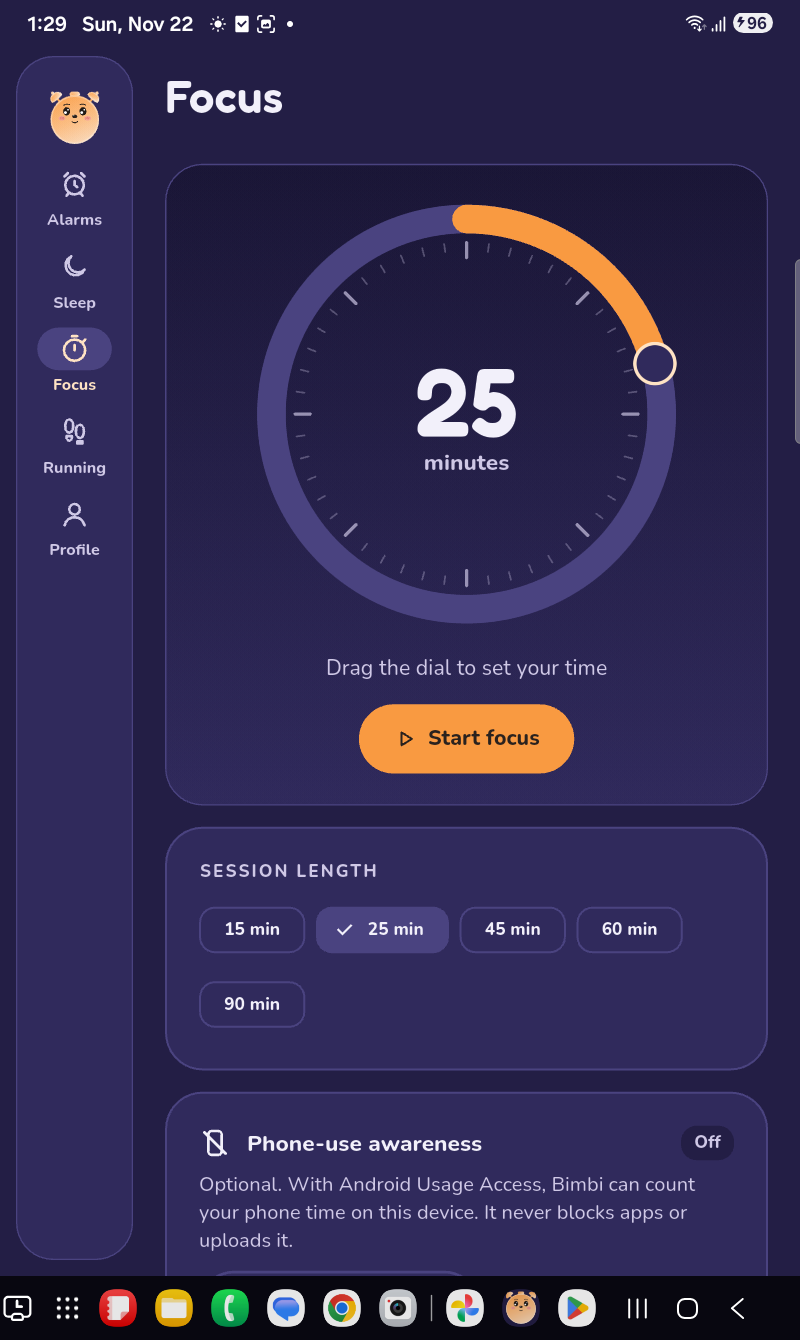 1:29 Sun, Nov 22
96
Focus
Alarms
Sleep
Focus
Running
Profile
25
minutes
Drag the dial to set your time
Start focus
SESSION LENGTH
15 min
25 min
45 min
60 min
90 min
Phone-use awareness
Off
Optional. With Android Usage Access, Bimbi can count
your phone time on this device. It never blocks apps or
uploads it.